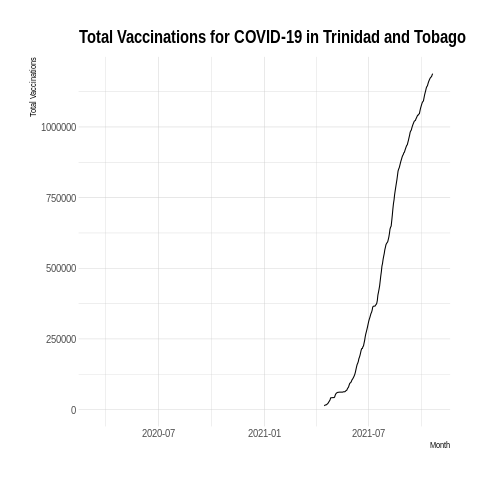 Total Vaccinations for COVID-19 in Trinidad and Tobago
Total Vaccinations
1000000
750000
500000
250000
0
2020-07 2021-01 2021-07
Month